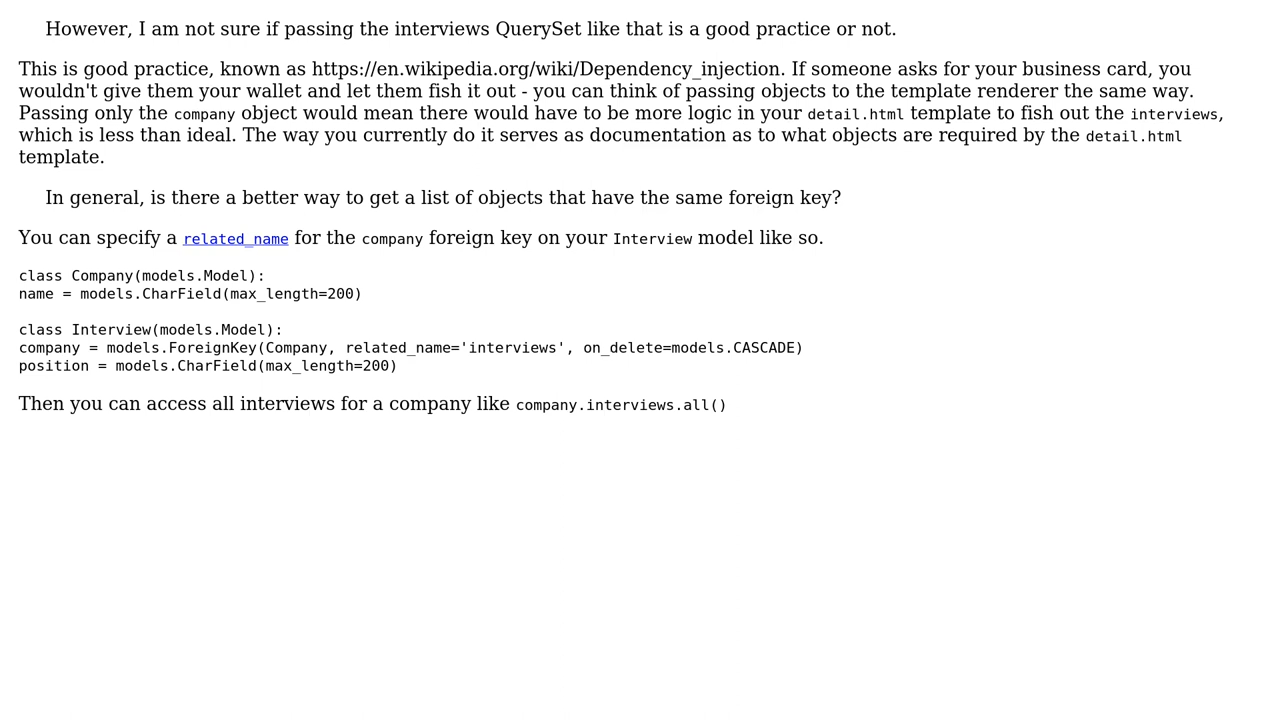 However, I am not sure if passing the interviews QuerySet like that is a good practice or not.
This is good practice, known as https://en.wikipedia.org/wiki/Dependency_injection. If someone asks for your business card, you
wouldn't give them your wallet and let them fish it out - you can think of passing objects to the template renderer the same way.
Passing only the company object would mean there would have to be more logic in your detail.html template to fish out the interviews,
which is less than ideal. The way you currently do it serves as documentation as to what objects are required by the detail.html
template.
In general, is there a better way to get a list of objects that have the same foreign key?
You can specify a related_name for the company foreign key on your Interview model like so.
class Company(models.Model):
name = models.CharField(max_length=200)
class Interview(models.Model):
company = models.ForeignKey(Company, related_name='interviews', on_delete=models.CASCADE)
position = models.CharField(max_length=200)
Then you can access all interviews for a company like company.interviews.all()